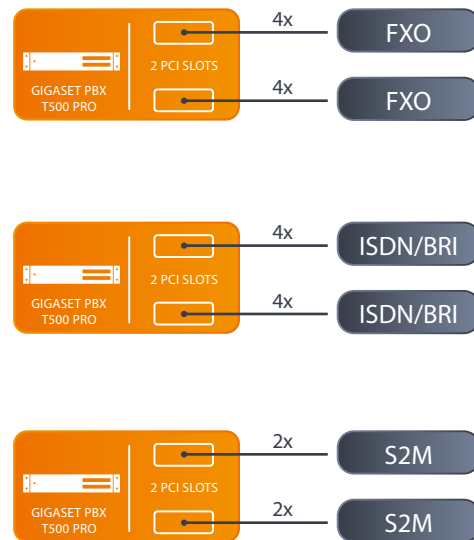 4x
FXO
2 PCI SLOTS
GIGASET PBX
T500 PRO
4x
FXO
4x
ISDN/BRI
2 PCI SLOTS
GIGASET PBX
T500 PRO
4x
ISDN/BRI
2x
S2M
2 PCI SLOTS
GIGASET PBX
T500 PRO
2x
S2M